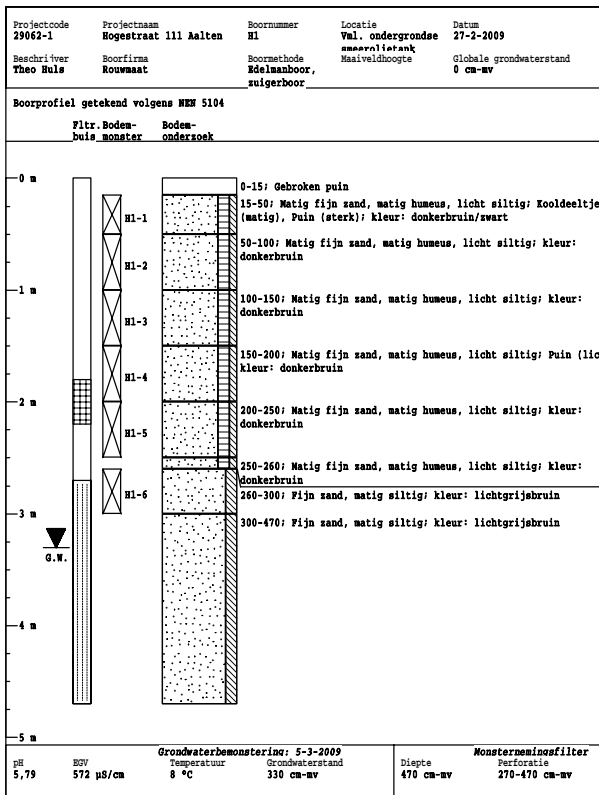 Projectcode Projectnaam Boornummer Locatie Datum
29062-1 Hogestraat 111 Aalten H1 Vml. ondergrondse 27-2-2009
smeerolietank
Beschrijver Boorfirma Boormethode Maaiveldhoogte Globale grondwaterstand
Theo Huls Rouwmaat Edelmanboor, 0 cm-mv
zuigerboor
Boorprofiel getekend volgens NEN 5104
Fltr. Bodem- Bodem-
buis monster onderzoek
0 m
0-15; Gebroken puin
15-50; Matig fijn zand, matig humeus, licht siltig; Kooldeeltje
H1-1 (matig), Puin (sterk); kleur: donkerbruin/zwart
50-100; Matig fijn zand, matig humeus, licht siltig; kleur:
donkerbruin
H1-2
1 m
100-150; Matig fijn zand, matig humeus, licht siltig; kleur:
donkerbruin
H1-3
150-200; Matig fijn zand, matig humeus, licht siltig; Puin (lic
kleur: donkerbruin
H1-4
2 m
200-250; Matig fijn zand, matig humeus, licht siltig; kleur:
donkerbruin
H1-5
250-260; Matig fijn zand, matig humeus, licht siltig; kleur:
donkerbruin
H1-6
260-300; Fijn zand, matig siltig; kleur: lichtgrijsbruin
3 m
300-470; Fijn zand, matig siltig; kleur: lichtgrijsbruin
G.W.
4 m
5 m
Grondwaterbemonstering: 5-3-2009 Monsternemingsfilter
pH EGV Temperatuur Grondwaterstand Diepte Perforatie
5,79 572 µS/cm 8 °C 330 cm-mv 470 cm-mv 270-470 cm-mv